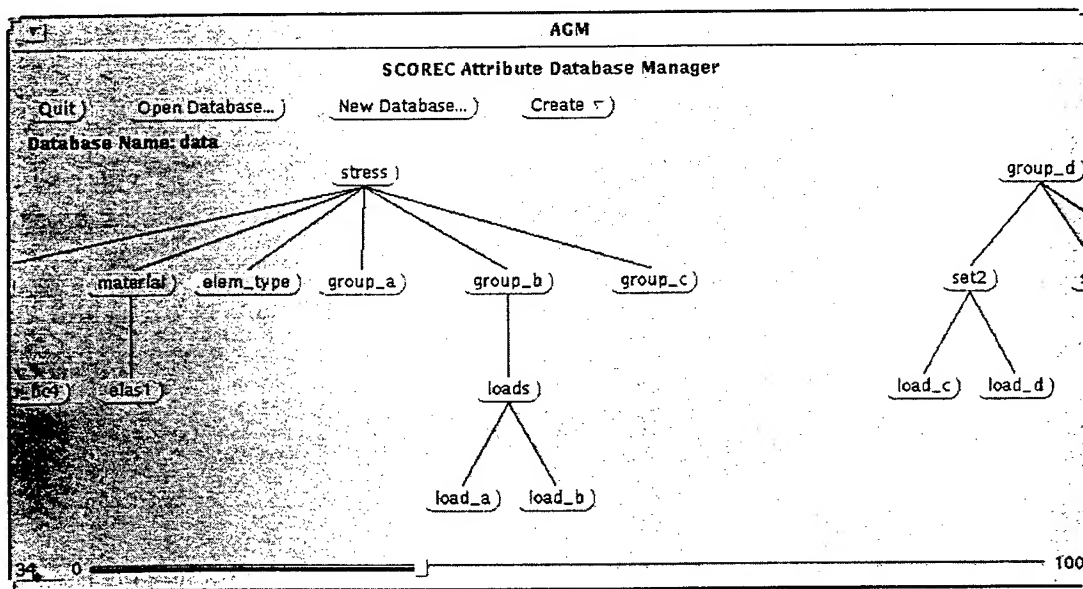 AGM
SCOREC Attribute Database Manager
Quit Open Database... New Database... Create
Database Name: data
stress group_d
material elem_type group_a group_b group_c set2
elas1 loads load_c load_d
load_a load_b
34 0 100